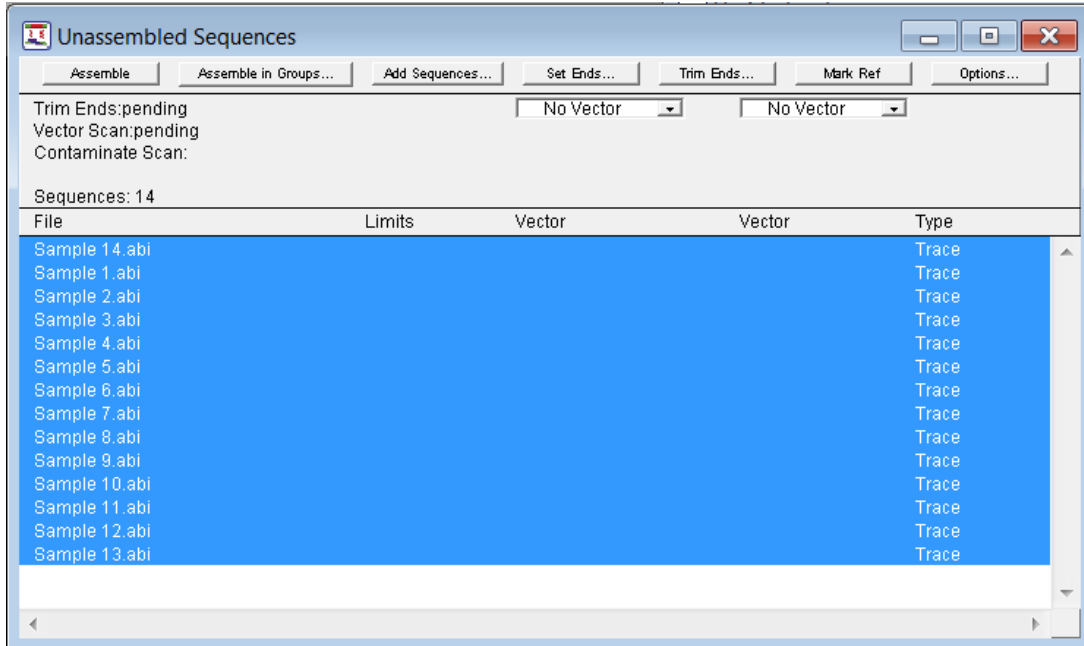 Unassembled Sequences
Assemble Assemble in Groups... Add Sequences... Set Ends... Trim Ends... Mark Ref Options...
Trim Ends:pending No Vector No Vector
Vector Scan:pending
Contaminate Scan:
Sequences: 14
File Limits Vector Vector Type
Sample 14.abi Trace
Sample 1.abi Trace
Sample 2.abi Trace
Sample 3.abi Trace
Sample 4.abi Trace
Sample 5.abi Trace
Sample 6.abi Trace
Sample 7.abi Trace
Sample 8.abi Trace
Sample 9.abi Trace
Sample 10.abi Trace
Sample 11.abi Trace
Sample 12.abi Trace
Sample 13.abi Trace